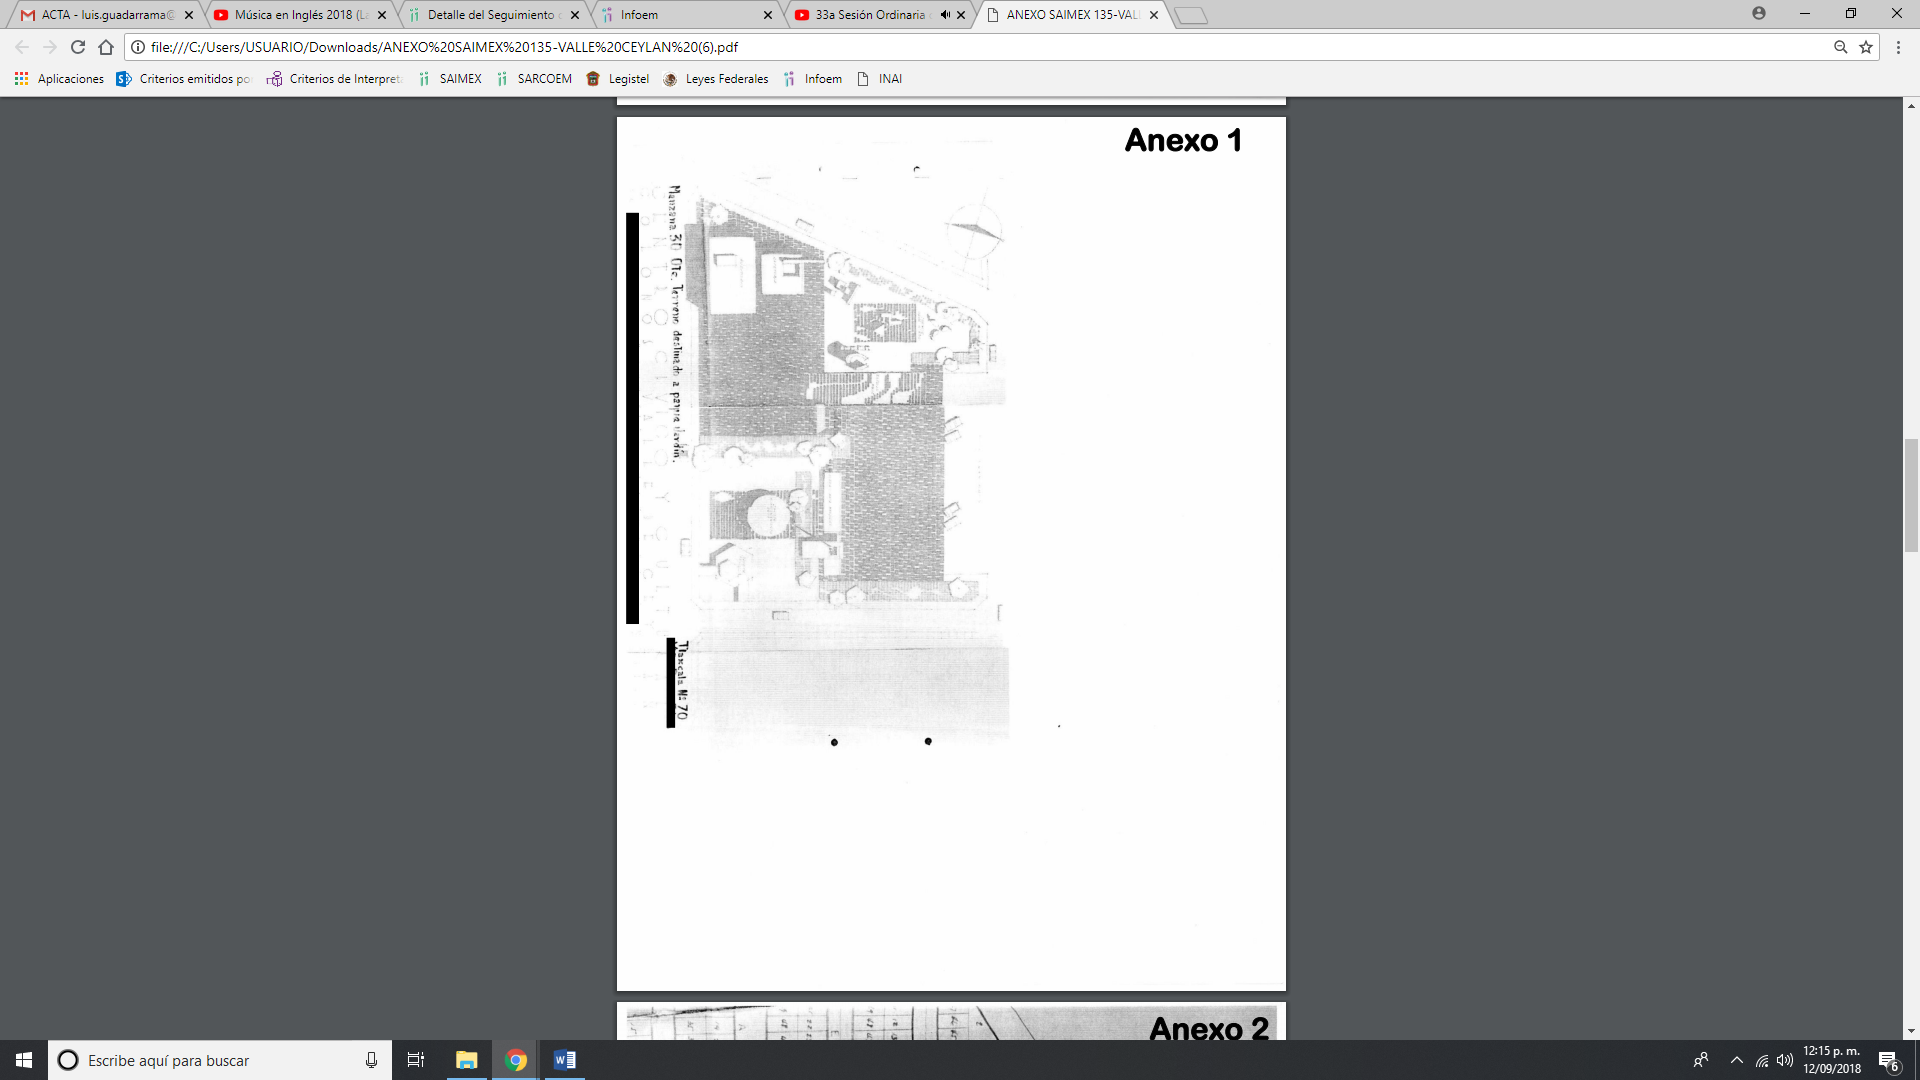 ACTA - luis.guadarrama@
Música en Inglés 2018 (La
Detalle del Seguimiento
Infoem
33a Sesión Ordinaria
ANEXO SAIMEX 135-VAL
file:///C:/Users/USUARIO/Downloads/ANEXO%20SAIMEX%20135-VALLE%20CEYLAN%20(6).pdf
Aplicaciones
Criterios emitidos po
Criterios de Interpret
SAIMEX
SARCOEM
Legistel
Leyes Federales
Infoem
INAI
Anexo 1
Manzana 30 Ote. Terreno destinado a parque
Tlaxcala Nº 70
Anexo 2
Escribe aquí para buscar
12:15 p. m.
12/09/2018
6